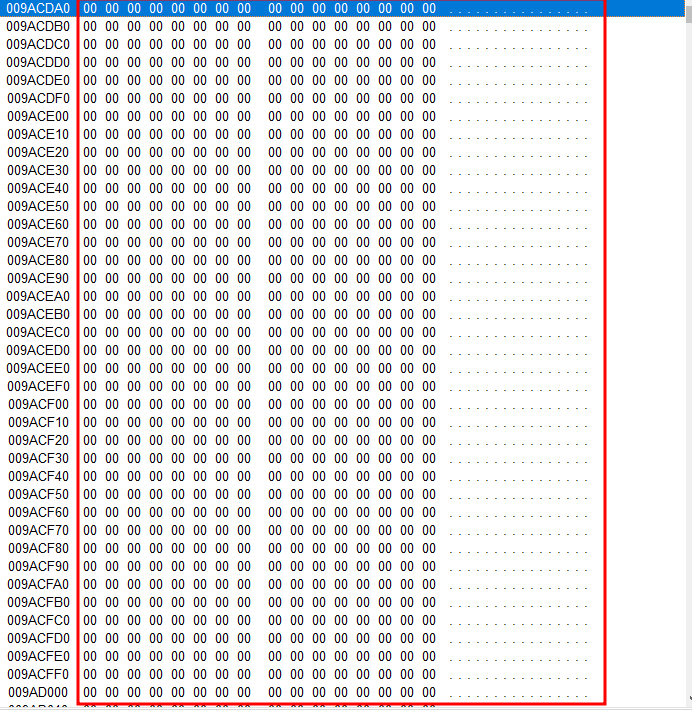 009ACDA0 00 00 00 00 00 00 00 00 00 00 00 00 00 00 00 00 . . . . . . . . . . . . . . . .
009ACDB0 00 00 00 00 00 00 00 00 00 00 00 00 00 00 00 00 . . . . . . . . . . . . . . . .
009ACDC0 00 00 00 00 00 00 00 00 00 00 00 00 00 00 00 00 . . . . . . . . . . . . . . . .
009ACDD0 00 00 00 00 00 00 00 00 00 00 00 00 00 00 00 00 . . . . . . . . . . . . . . . .
009ACDE0 00 00 00 00 00 00 00 00 00 00 00 00 00 00 00 00 . . . . . . . . . . . . . . . .
009ACDF0 00 00 00 00 00 00 00 00 00 00 00 00 00 00 00 00 . . . . . . . . . . . . . . . .
009ACE00 00 00 00 00 00 00 00 00 00 00 00 00 00 00 00 00 . . . . . . . . . . . . . . . .
009ACE10 00 00 00 00 00 00 00 00 00 00 00 00 00 00 00 00 . . . . . . . . . . . . . . . .
009ACE20 00 00 00 00 00 00 00 00 00 00 00 00 00 00 00 00 . . . . . . . . . . . . . . . .
009ACE30 00 00 00 00 00 00 00 00 00 00 00 00 00 00 00 00 . . . . . . . . . . . . . . . .
009ACE40 00 00 00 00 00 00 00 00 00 00 00 00 00 00 00 00 . . . . . . . . . . . . . . . .
009ACE50 00 00 00 00 00 00 00 00 00 00 00 00 00 00 00 00 . . . . . . . . . . . . . . . .
009ACE60 00 00 00 00 00 00 00 00 00 00 00 00 00 00 00 00 . . . . . . . . . . . . . . . .
009ACE70 00 00 00 00 00 00 00 00 00 00 00 00 00 00 00 00 . . . . . . . . . . . . . . . .
009ACE80 00 00 00 00 00 00 00 00 00 00 00 00 00 00 00 00 . . . . . . . . . . . . . . . .
009ACE90 00 00 00 00 00 00 00 00 00 00 00 00 00 00 00 00 . . . . . . . . . . . . . . . .
009ACEA0 00 00 00 00 00 00 00 00 00 00 00 00 00 00 00 00 . . . . . . . . . . . . . . . .
009ACEB0 00 00 00 00 00 00 00 00 00 00 00 00 00 00 00 00 . . . . . . . . . . . . . . . .
009ACEC0 00 00 00 00 00 00 00 00 00 00 00 00 00 00 00 00 . . . . . . . . . . . . . . . .
009ACED0 00 00 00 00 00 00 00 00 00 00 00 00 00 00 00 00 . . . . . . . . . . . . . . . .
009ACEE0 00 00 00 00 00 00 00 00 00 00 00 00 00 00 00 00 . . . . . . . . . . . . . . . .
009ACEF0 00 00 00 00 00 00 00 00 00 00 00 00 00 00 00 00 . . . . . . . . . . . . . . . .
009ACF00 00 00 00 00 00 00 00 00 00 00 00 00 00 00 00 00 . . . . . . . . . . . . . . . .
009ACF10 00 00 00 00 00 00 00 00 00 00 00 00 00 00 00 00 . . . . . . . . . . . . . . . .
009ACF20 00 00 00 00 00 00 00 00 00 00 00 00 00 00 00 00 . . . . . . . . . . . . . . . .
009ACF30 00 00 00 00 00 00 00 00 00 00 00 00 00 00 00 00 . . . . . . . . . . . . . . . .
009ACF40 00 00 00 00 00 00 00 00 00 00 00 00 00 00 00 00 . . . . . . . . . . . . . . . .
009ACF50 00 00 00 00 00 00 00 00 00 00 00 00 00 00 00 00 . . . . . . . . . . . . . . . .
009ACF60 00 00 00 00 00 00 00 00 00 00 00 00 00 00 00 00 . . . . . . . . . . . . . . . .
009ACF70 00 00 00 00 00 00 00 00 00 00 00 00 00 00 00 00 . . . . . . . . . . . . . . . .
009ACF80 00 00 00 00 00 00 00 00 00 00 00 00 00 00 00 00 . . . . . . . . . . . . . . . .
009ACF90 00 00 00 00 00 00 00 00 00 00 00 00 00 00 00 00 . . . . . . . . . . . . . . . .
009ACFA0 00 00 00 00 00 00 00 00 00 00 00 00 00 00 00 00 . . . . . . . . . . . . . . . .
009ACFB0 00 00 00 00 00 00 00 00 00 00 00 00 00 00 00 00 . . . . . . . . . . . . . . . .
009ACFC0 00 00 00 00 00 00 00 00 00 00 00 00 00 00 00 00 . . . . . . . . . . . . . . . .
009ACFD0 00 00 00 00 00 00 00 00 00 00 00 00 00 00 00 00 . . . . . . . . . . . . . . . .
009ACFE0 00 00 00 00 00 00 00 00 00 00 00 00 00 00 00 00 . . . . . . . . . . . . . . . .
009ACFF0 00 00 00 00 00 00 00 00 00 00 00 00 00 00 00 00 . . . . . . . . . . . . . . . .
009AD000 00 00 00 00 00 00 00 00 00 00 00 00 00 00 00 00 . . . . . . . . . . . . . . . .